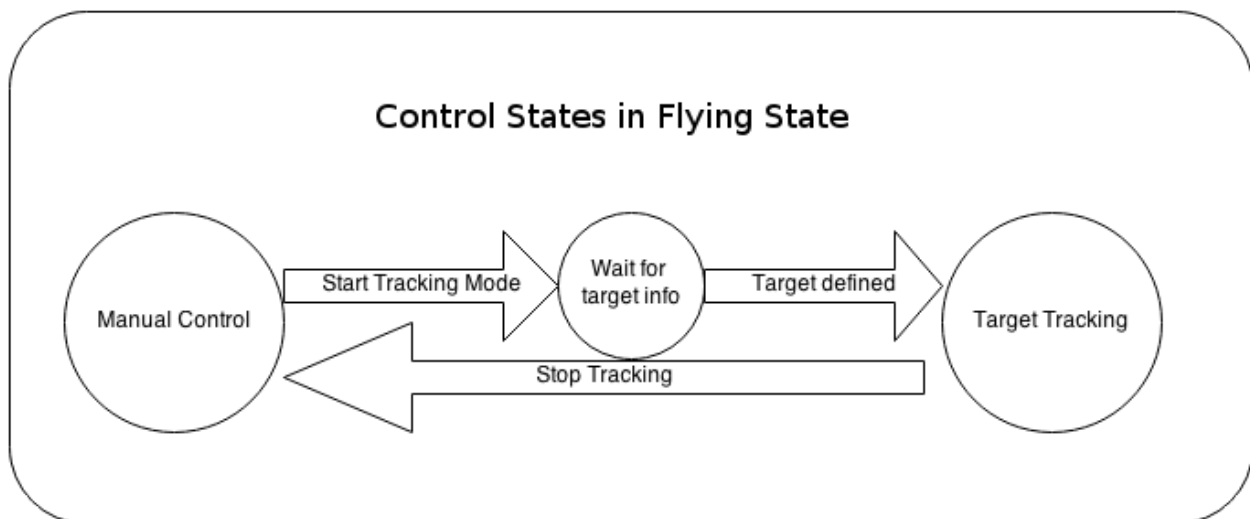 Control States in Flying State
Manual Control
Start Tracking Mode
Wait for
target info
Target defined
Target Tracking
Stop Tracking